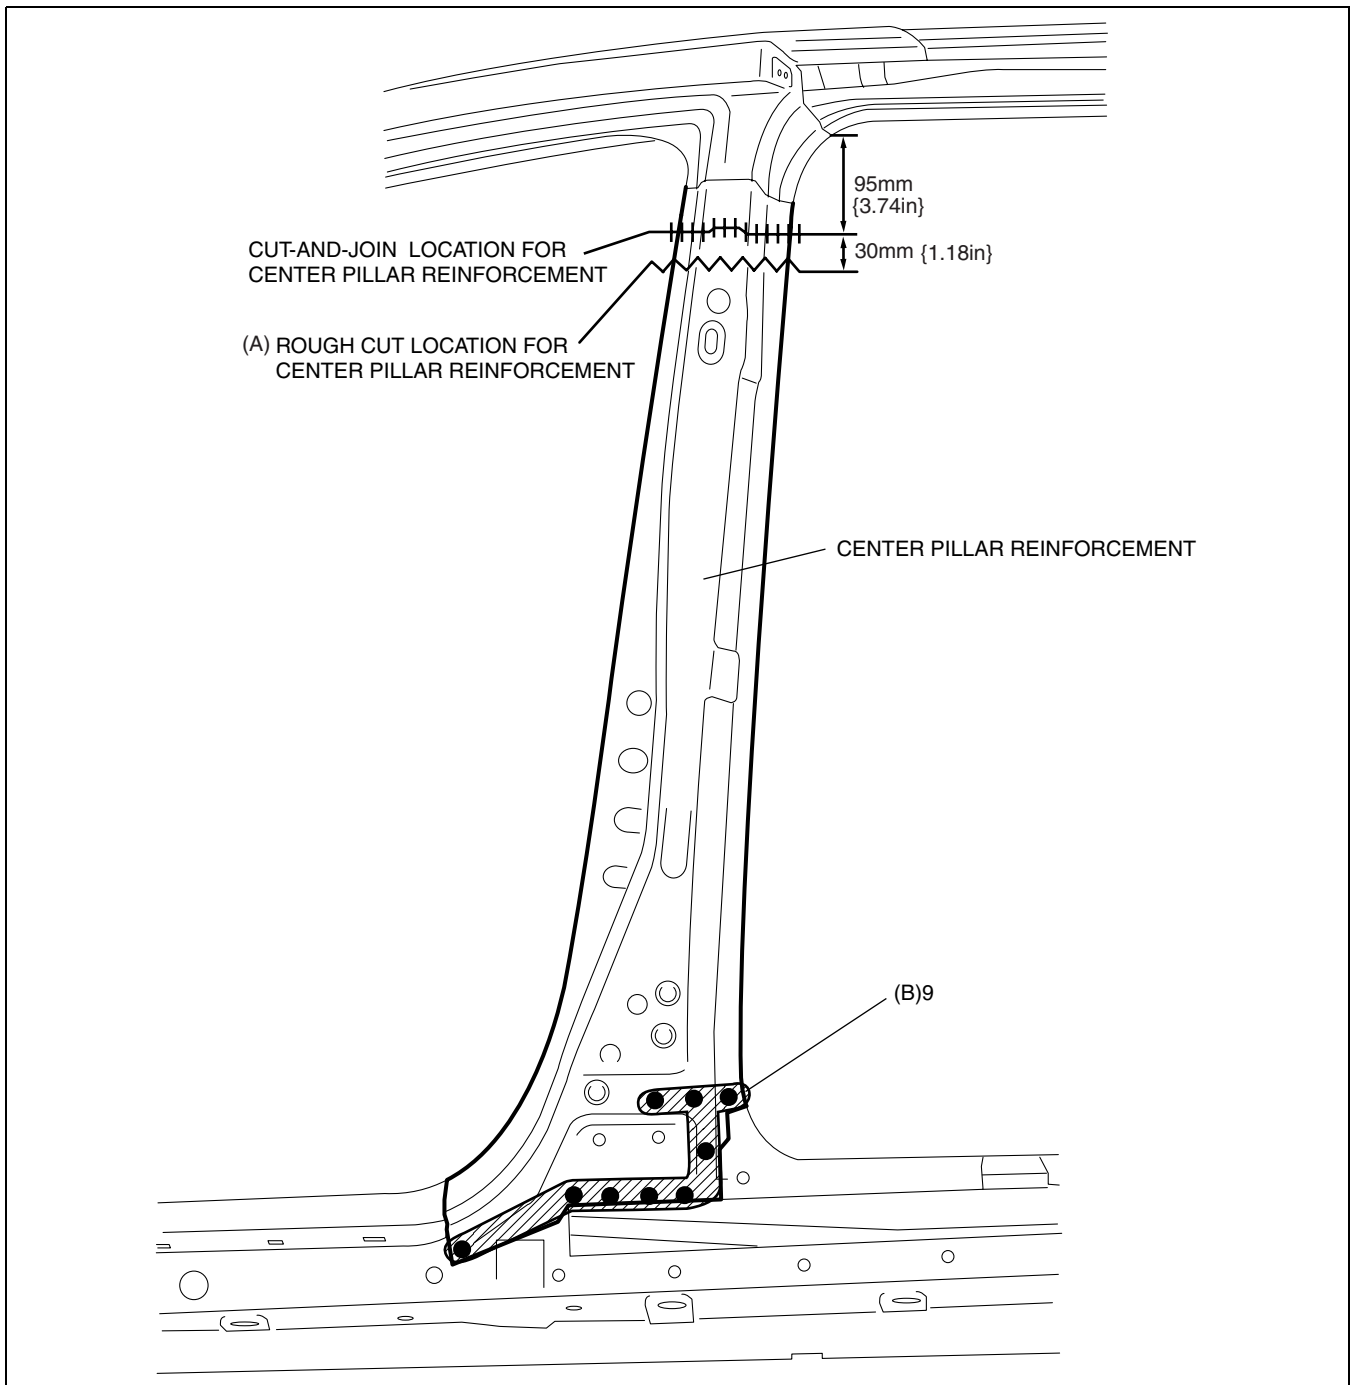 95mm
{3.74in}
CUT-AND-JOIN LOCATION FOR
CENTER PILLAR REINFORCEMENT
30mm {1.18in}
(A) ROUGH CUT LOCATION FOR
CENTER PILLAR REINFORCEMENT
CENTER PILLAR REINFORCEMENT
(B)9